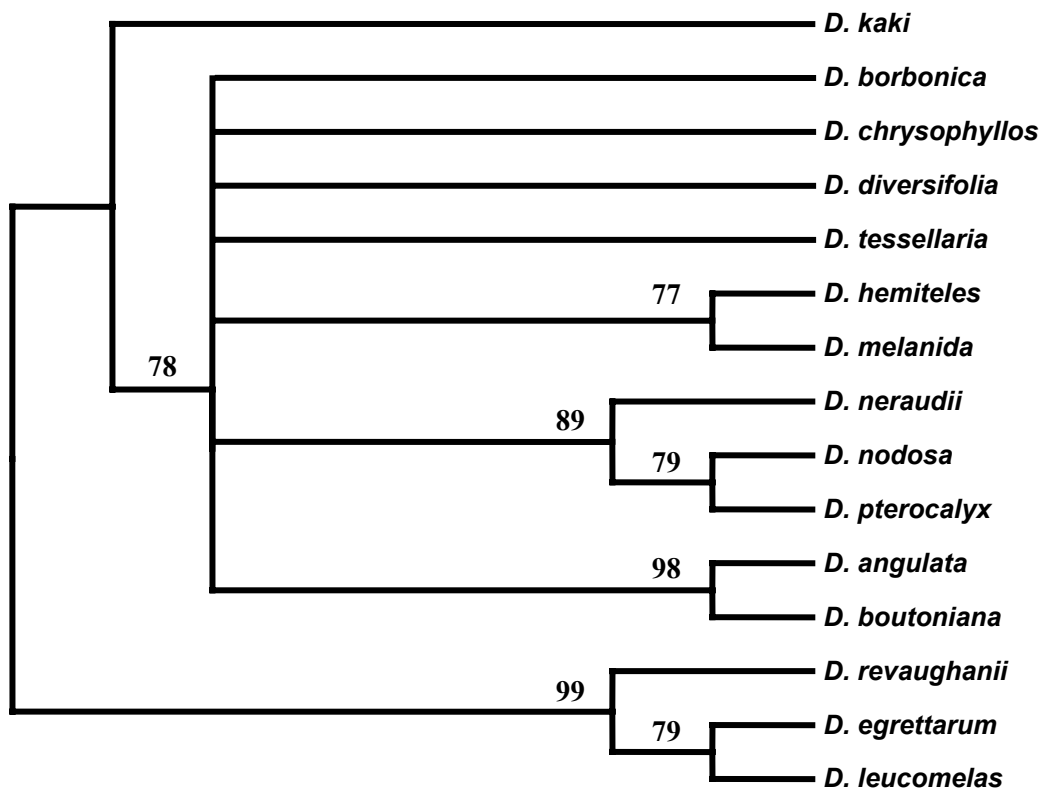 D. kaki
D. borbonica
D. chrysophyllos
D. diversifolia
D. tessellaria
77
D. hemiteles
D. melanida
78
89
D. neraudii
79
D. nodosa
D. pterocalyx
98
D. angulata
D. boutoniana
99
D. revaughanii
79
D. egrettarum
D. leucomelas